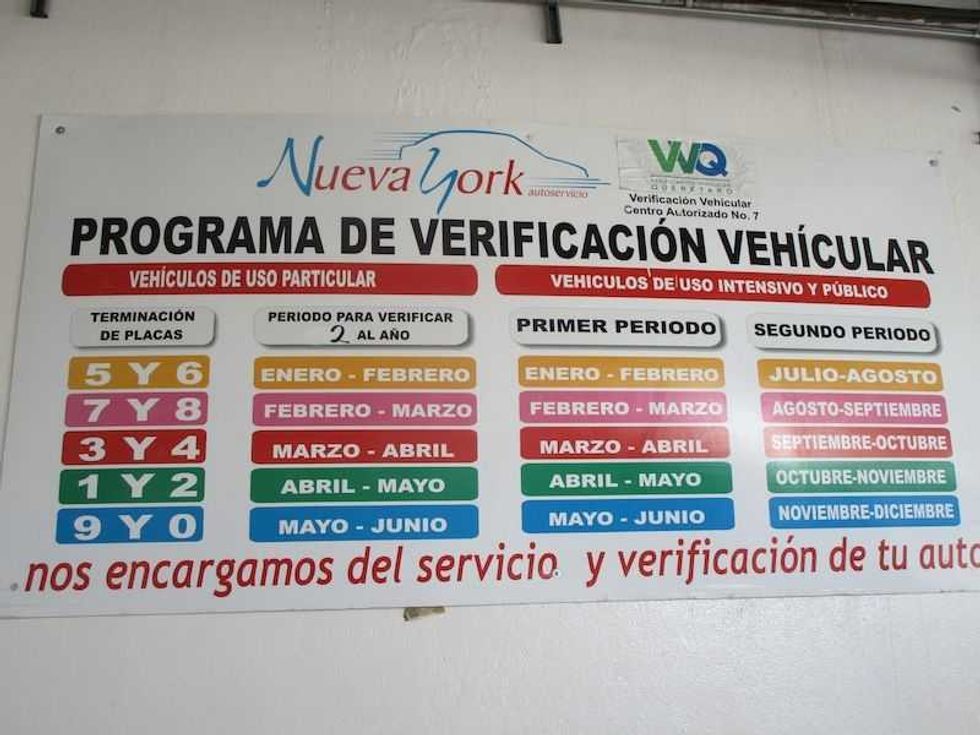 Nueva York
autoservicio
VVQ
QUERÉTARO
Verificación Vehicular
Centro Autorizado No. 7
PROGRAMA DE VERIFICACIÓN VEHÍCULAR
VEHÍCULOS DE USO PARTICULAR
VEHICULOS DE USO INTENSIVO Y PÚBLICO
TERMINACIÓN DE PLACAS
PERIODO PARA VERIFICAR
2 AL AÑO
PRIMER PERIODO
SEGUNDO PERIODO
5 Y 6 ENERO - FEBRERO ENERO - FEBRERO JULIO-AGOSTO
7 Y 8 FEBRERO - MARZO FEBRERO - MARZO AGOSTO-SEPTIEMBRE
3 Y 4 MARZO - ABRIL MARZO - ABRIL SEPTIEMBRE-OCTUBRE
1 Y 2 ABRIL - MAYO ABRIL - MAYO OCTUBRE-NOVIEMBRE
9 Y 0 MAYO - JUNIO MAYO - JUNIO NOVIEMBRE-DICIEMBRE
nos encargamos del servicio y verificación de tu auto